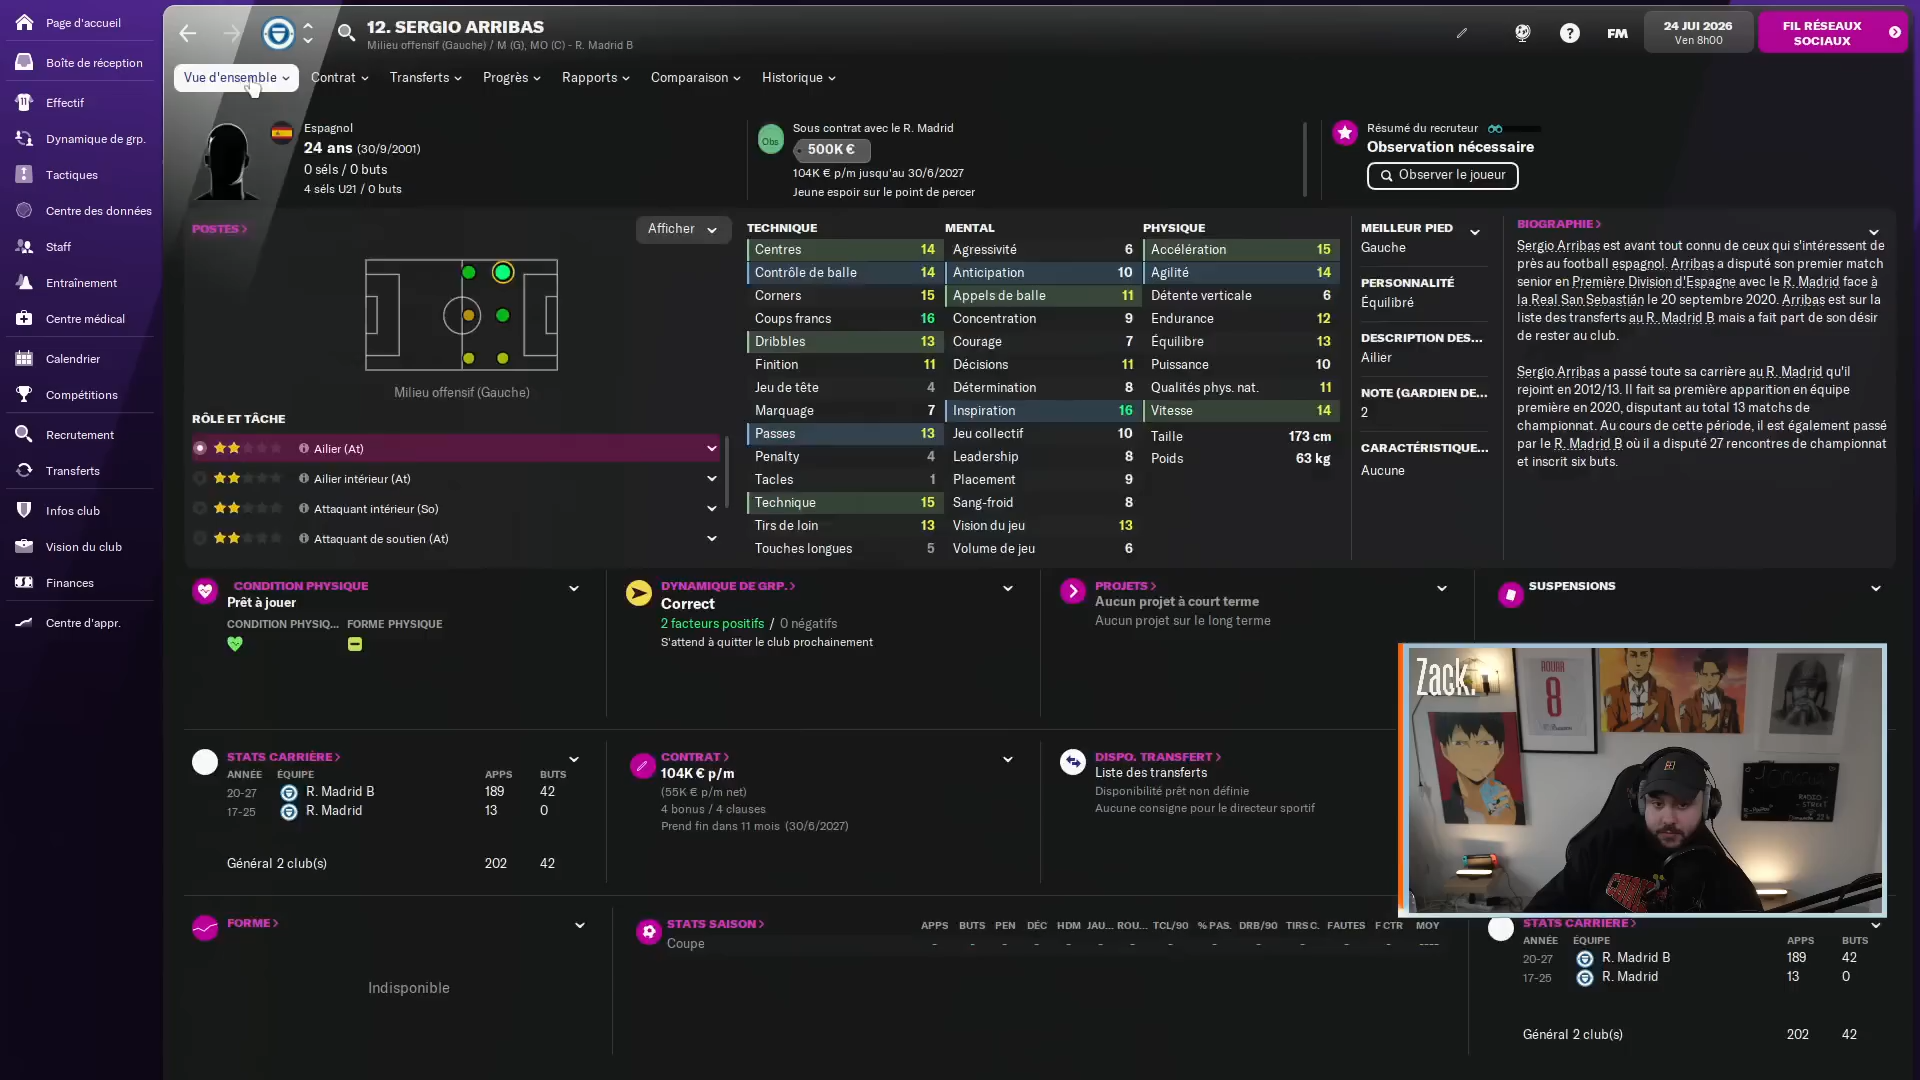 Page d'accueil
Boîte de réception
Effectif
Dynamique de grp.
Tactiques
Centre des données
Staff
Entraînement
Centre médical
Calendrier
Compétitions
Recrutement
Transferts
Infos club
Vision du club
Finances
Centre d'appr.
12. SERGIO ARRIBAS
Milieu offensif (Gauche) / M (G), MO (C) - R. Madrid B
FM
24 JUI 2026
Ven 8h00
FIL RÉSEAUX
SOCIAUX
Vue d'ensemble
Contrat
Transferts
Progrès
Rapports
Comparaison
Historique
Espagnol
24 ans (30/9/2001)
0 séls / 0 buts
4 séls U21 / 0 buts
Obs
Sous contrat avec le R. Madrid
500K €
104K € p/m jusqu'au 30/6/2027
Jeune espoir sur le point de percer
Résumé du recruteur
Observation nécessaire
Observer le joueur
POSTES >
Afficher
Milieu offensif (Gauche)
RÔLE ET TÂCHE
Ailier (At)
Ailier intérieur (At)
Attaquant intérieur (So)
Attaquant de soutien (At)
TECHNIQUE
Centres 14
Contrôle de balle 14
Corners 15
Coups francs 16
Dribbles 13
Finition 11
Jeu de tête 4
Marquage 7
Passes 13
Penalty 4
Tacles 1
Technique 15
Tirs de loin 13
Touches longues 5
MENTAL
Agressivité 6
Anticipation 10
Appels de balle 11
Concentration 9
Courage 7
Décisions 11
Détermination 8
Inspiration 16
Jeu collectif 10
Leadership 8
Placement 9
Sang-froid 8
Vision du jeu 13
Volume de jeu 6
PHYSIQUE
Accélération 15
Agilité 14
Détente verticale 6
Endurance 12
Équilibre 13
Puissance 10
Qualités phys. nat. 11
Vitesse 14
Taille 173 cm
Poids 63 kg
MEILLEUR PIED
Gauche
PERSONNALITÉ
Équilibré
DESCRIPTION DES...
Ailier
NOTE (GARDIEN DE...
2
CARACTÉRISTIQUE...
Aucune
BIOGRAPHIE >
Sergio Arribas est avant tout connu de ceux qui s'intéressent de
près au football espagnol. Arribas a disputé son premier match
senior en Première Division d'Espagne avec le R. Madrid face à
la Real San Sebastián le 20 septembre 2020. Arribas est sur la
liste des transferts au R. Madrid B mais a fait part de son désir
de rester au club.
Sergio Arribas a passé toute sa carrière au R. Madrid qu'il
rejoint en 2012/13. Il fait sa première apparition en équipe
première en 2020, disputant au total 13 matchs de
championnat. Au cours de cette période, il est également passé
par le R. Madrid B où il a disputé 27 rencontres de championnat
et inscrit six buts.
CONDITION PHYSIQUE
Prêt à jouer
CONDITION PHYSIQ... FORME PHYSIQUE
DYNAMIQUE DE GRP. >
Correct
2 facteurs positifs / 0 négatifs
S'attend à quitter le club prochainement
PROJETS >
Aucun projet à court terme
Aucun projet sur le long terme
SUSPENSIONS
Zack.
ROUAR
8
STATS CARRIÈRE >
ANNÉE ÉQUIPE APPS BUTS
20-27 R. Madrid B 189 42
17-25 R. Madrid 13 0
Général 2 club(s) 202 42
CONTRAT >
104K € p/m
(55K € p/m net)
4 bonus / 4 clauses
Prend fin dans 11 mois (30/6/2027)
DISPO. TRANSFERT >
Liste des transferts
Disponibilité prêt non définie
Aucune consigne pour le directeur sportif
FORME >
Indisponible
STATS SAISON >
APPS BUTS PEN DÉC HDM JAU... ROU... TCL/90 % PAS. DRB/90 TIRS C. FAUTES F CTR MOY
Coupe - - - - - - - - - - - - - ----
STATS CARRIÈRE >
ANNÉE ÉQUIPE APPS BUTS
20-27 R. Madrid B 189 42
17-25 R. Madrid 13 0
Général 2 club(s) 202 42